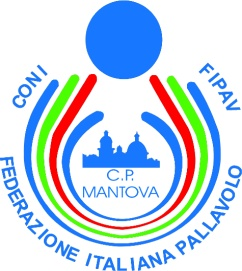 CONI
FIPAV
C.P.
MANTOVA
FEDERAZIONE ITALIANA PALLAVOLO